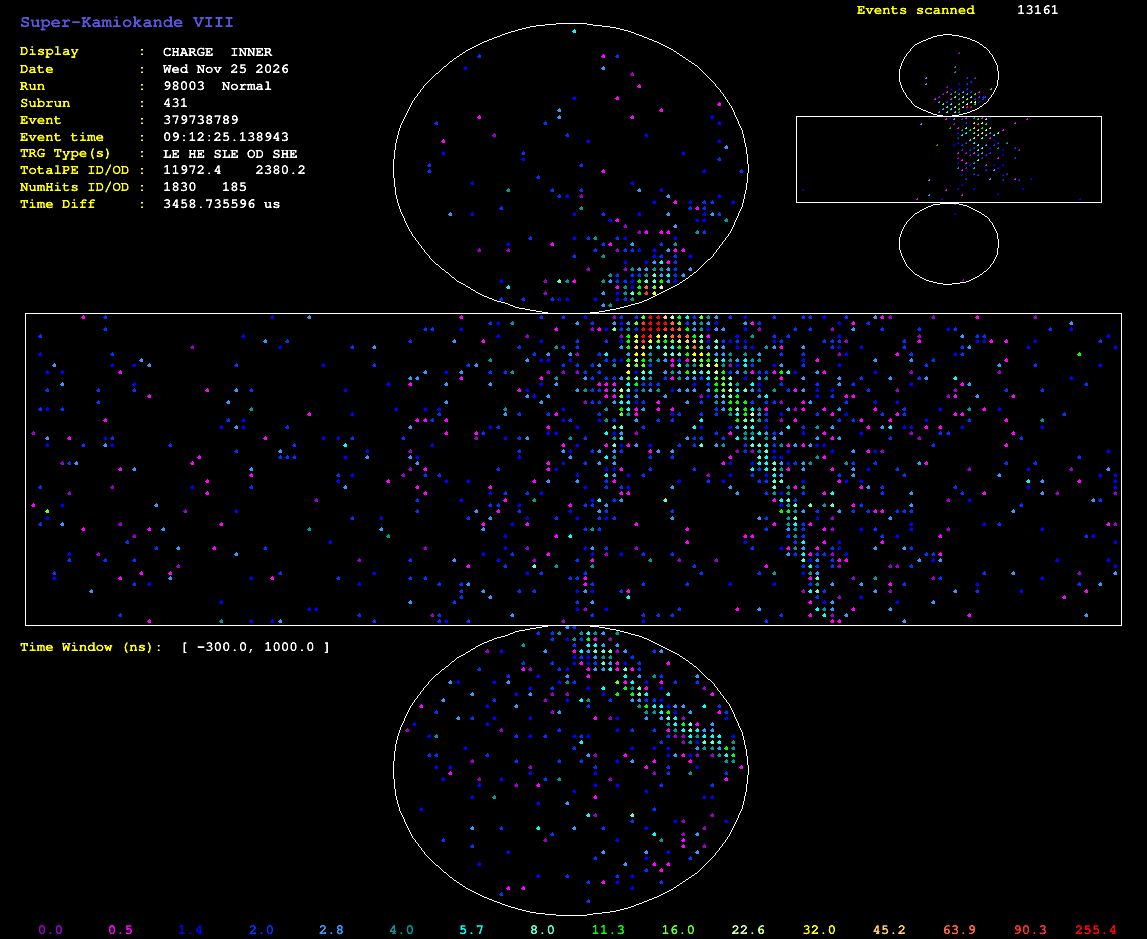 Super-Kamiokande VIII
Events scanned 13161
Display : CHARGE INNER
Date : Wed Nov 25 2026
Run : 98003 Normal
Subrun : 431
Event : 379738789
Event time : 09:12:25.138943
TRG Type(s) : LE HE SLE OD SHE
TotalPE ID/OD : 11972.4 2380.2
NumHits ID/OD : 1830 185
Time Diff : 3458.735596 us
Time Window (ns): [ -300.0, 1000.0 ]
0.0 0.5 1.4 2.0 2.8 4.0 5.7 8.0 11.3 16.0 22.6 32.0 45.2 63.9 90.3 255.4